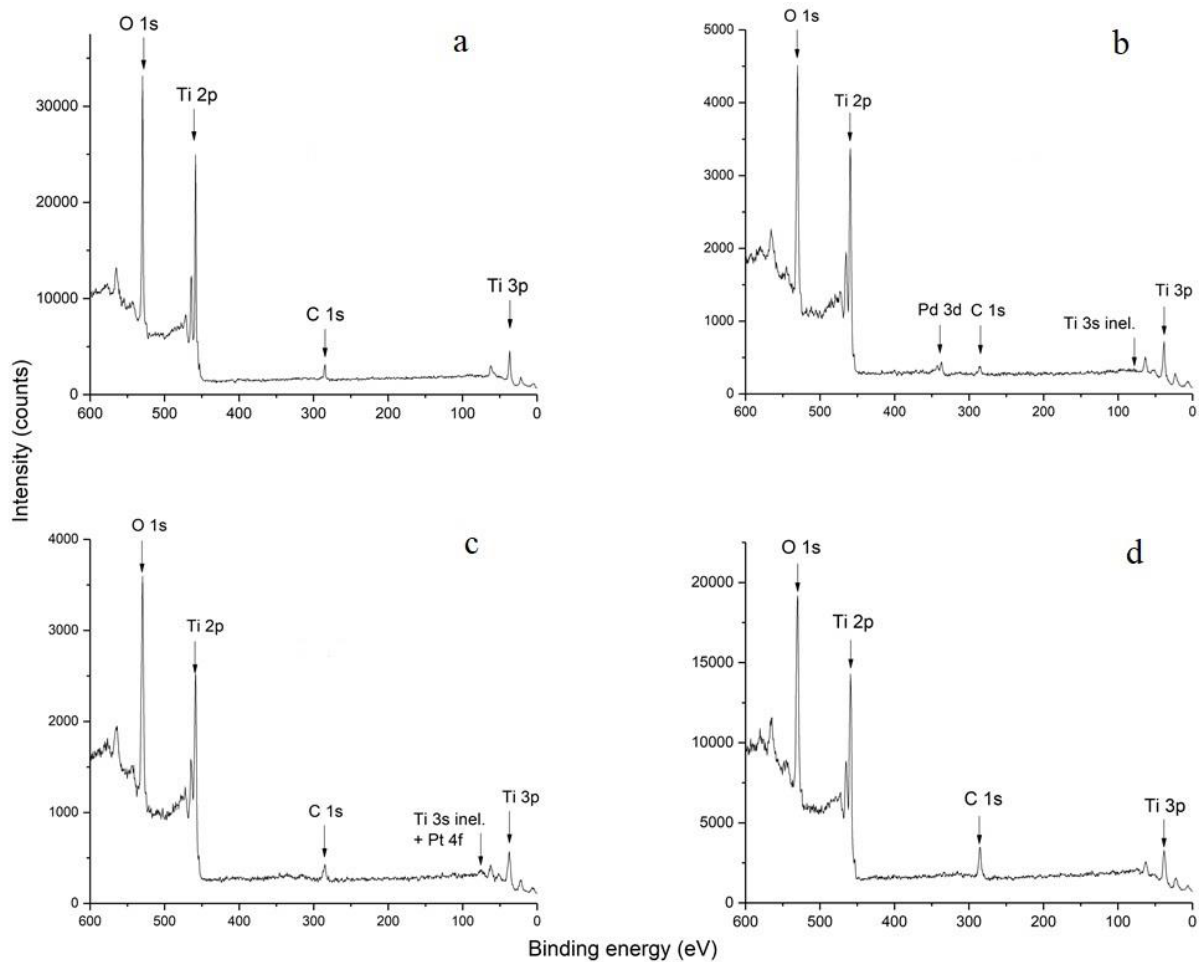 a
O 1s
Ti 2p
C 1s
Ti 3p
30000
20000
10000
0
600 500 400 300 200 100 0
b
O 1s
Ti 2p
Pd 3d
C 1s
Ti 3s inel.
Ti 3p
5000
4000
3000
2000
1000
0
600 500 400 300 200 100 0
c
O 1s
Ti 2p
C 1s
Ti 3s inel.
+ Pt 4f
Ti 3p
4000
3000
2000
1000
0
600 500 400 300 200 100 0
d
O 1s
Ti 2p
C 1s
Ti 3p
20000
15000
10000
5000
0
600 500 400 300 200 100 0
Intensity (counts)
Binding energy (eV)